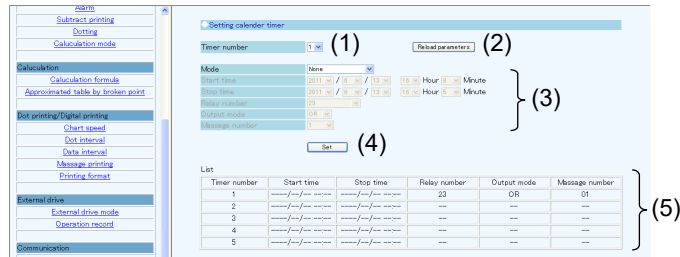 Alarm
Subtract printing
Dotting
Caluculation mode
Caluculation
Caluculation formula
Approximated table by broken point
Dot printing/Digital printing
Chart speed
Dot interval
Data interval
Massage printing
Printing format
External drive
External drive mode
Operation record
Communication
Setting calender timer
Timer number 1 (1) Reload parameters (2)
Mode None
Start time 2011 / 6 / 13 16 Hour 9 Minute
Stop time 2011 / 6 / 13 16 Hour 9 Minute
Relay number 23
Output mode OR
Massage number 1
(3)
Set (4)
List
Timer number Start time Stop time Relay number Output mode Massage number
1 ----/--/-- --:-- ----/--/-- --:-- 23 OR 01
2 ----/--/-- --:-- ----/--/-- --:-- -- -- --
3 ----/--/-- --:-- ----/--/-- --:-- -- -- --
4 ----/--/-- --:-- ----/--/-- --:-- -- -- --
5 ----/--/-- --:-- ----/--/-- --:-- -- -- --
(5)